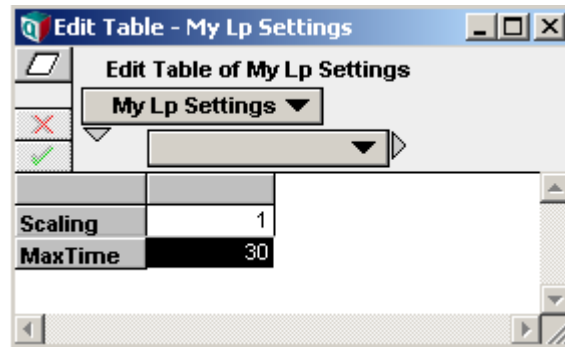 Edit Table - My Lp Settings
Edit Table of My Lp Settings
My Lp Settings
Scaling 1
MaxTime 30